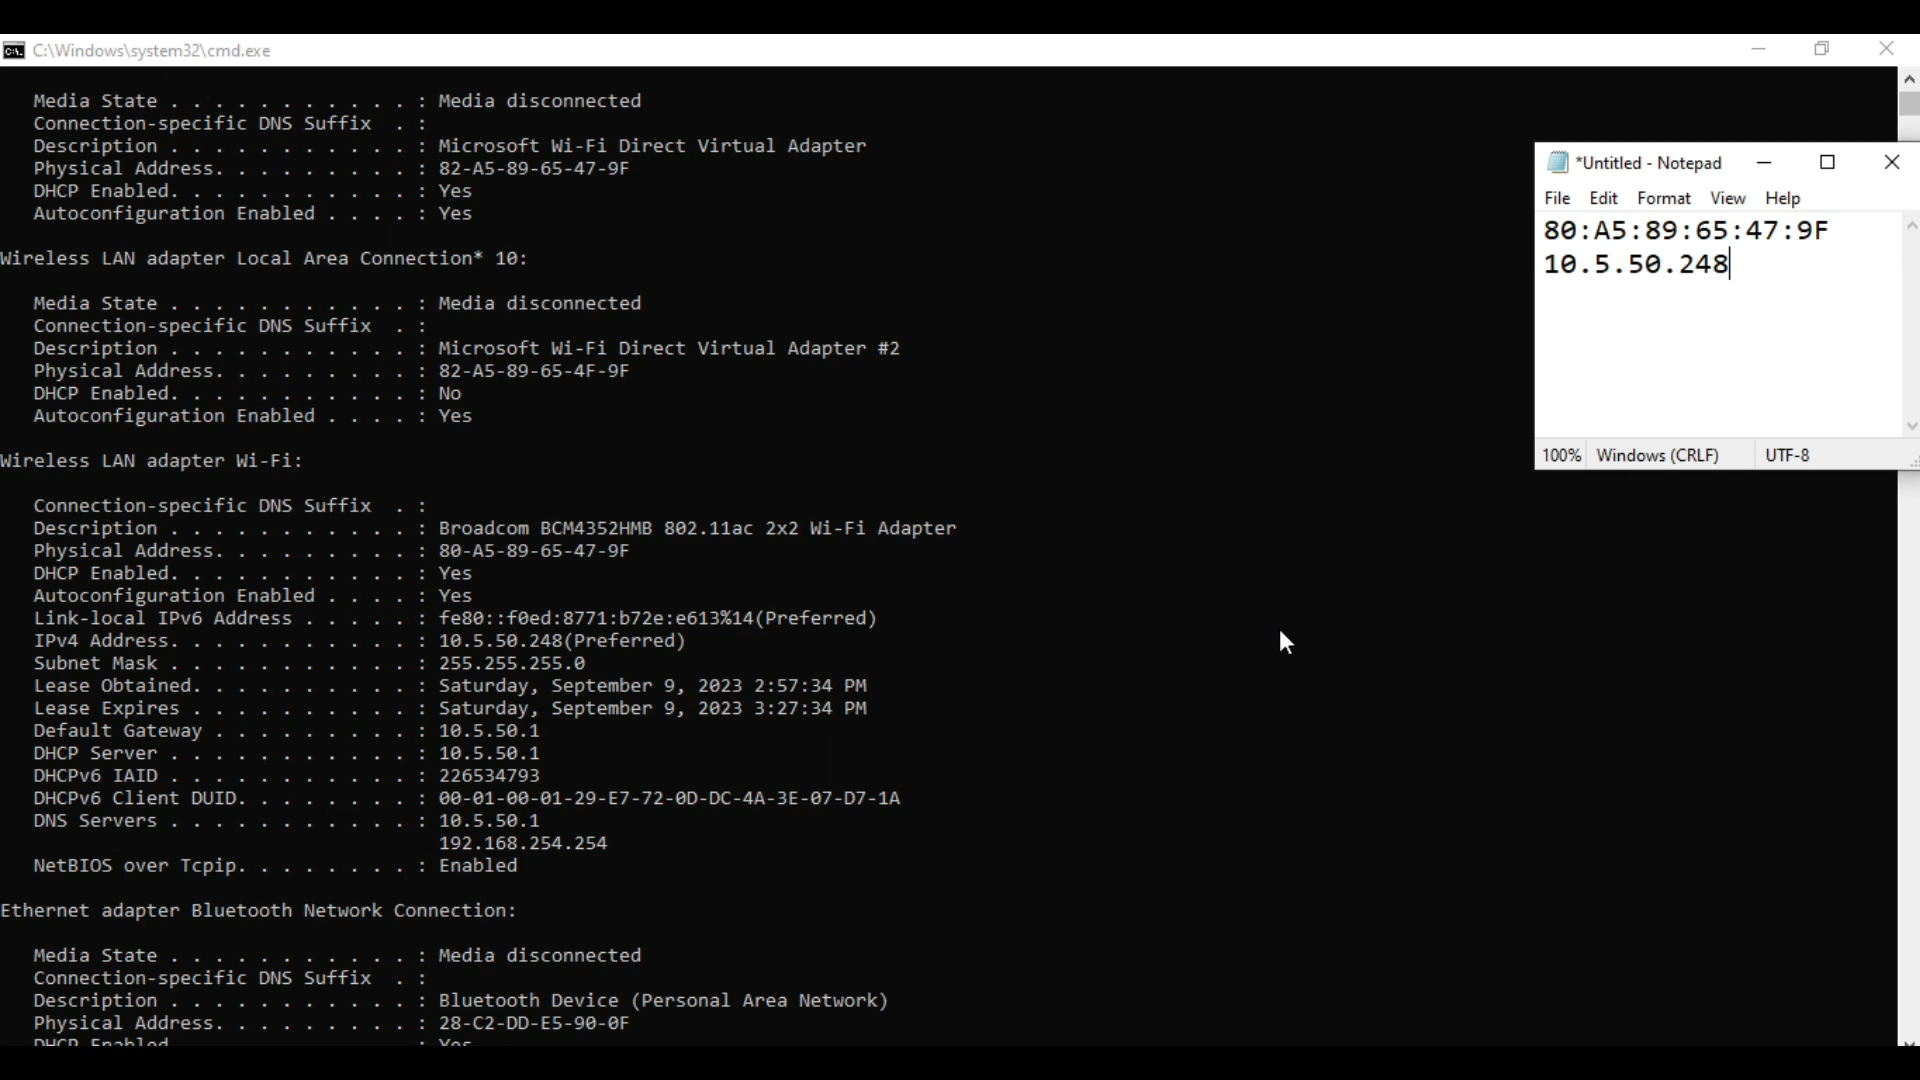 C:\Windows\system32\cmd.exe
Media State . . . . . . . . . . . : Media disconnected
Connection-specific DNS Suffix  . :
Description . . . . . . . . . . . : Microsoft Wi-Fi Direct Virtual Adapter
Physical Address. . . . . . . . . : 82-A5-89-65-47-9F
DHCP Enabled. . . . . . . . . . . : Yes
Autoconfiguration Enabled . . . . : Yes
Wireless LAN adapter Local Area Connection* 10:
Media State . . . . . . . . . . . : Media disconnected
Connection-specific DNS Suffix  . :
Description . . . . . . . . . . . : Microsoft Wi-Fi Direct Virtual Adapter #2
Physical Address. . . . . . . . . : 82-A5-89-65-4F-9F
DHCP Enabled. . . . . . . . . . . : No
Autoconfiguration Enabled . . . . : Yes
Wireless LAN adapter Wi-Fi:
Connection-specific DNS Suffix  . :
Description . . . . . . . . . . . : Broadcom BCM4352HMB 802.11ac 2x2 Wi-Fi Adapter
Physical Address. . . . . . . . . : 80-A5-89-65-47-9F
DHCP Enabled. . . . . . . . . . . : Yes
Autoconfiguration Enabled . . . . : Yes
Link-local IPv6 Address . . . . . : fe80::f0ed:8771:b72e:e613%14(Preferred)
IPv4 Address. . . . . . . . . . . : 10.5.50.248(Preferred)
Subnet Mask . . . . . . . . . . . : 255.255.255.0
Lease Obtained. . . . . . . . . . : Saturday, September 9, 2023 2:57:34 PM
Lease Expires . . . . . . . . . . : Saturday, September 9, 2023 3:27:34 PM
Default Gateway . . . . . . . . . : 10.5.50.1
DHCP Server . . . . . . . . . . . : 10.5.50.1
DHCPv6 IAID . . . . . . . . . . . : 226534793
DHCPv6 Client DUID. . . . . . . . : 00-01-00-01-29-E7-72-0D-DC-4A-3E-07-D7-1A
DNS Servers . . . . . . . . . . . : 10.5.50.1
192.168.254.254
NetBIOS over Tcpip. . . . . . . . : Enabled
Ethernet adapter Bluetooth Network Connection:
Media State . . . . . . . . . . . : Media disconnected
Connection-specific DNS Suffix  . :
Description . . . . . . . . . . . : Bluetooth Device (Personal Area Network)
Physical Address. . . . . . . . . : 28-C2-DD-E5-90-0F
DHCP Enabled. . . . . . . . . . . : Yes
*Untitled - Notepad
File Edit Format View Help
80:A5:89:65:47:9F
10.5.50.248
100% Windows (CRLF) UTF-8